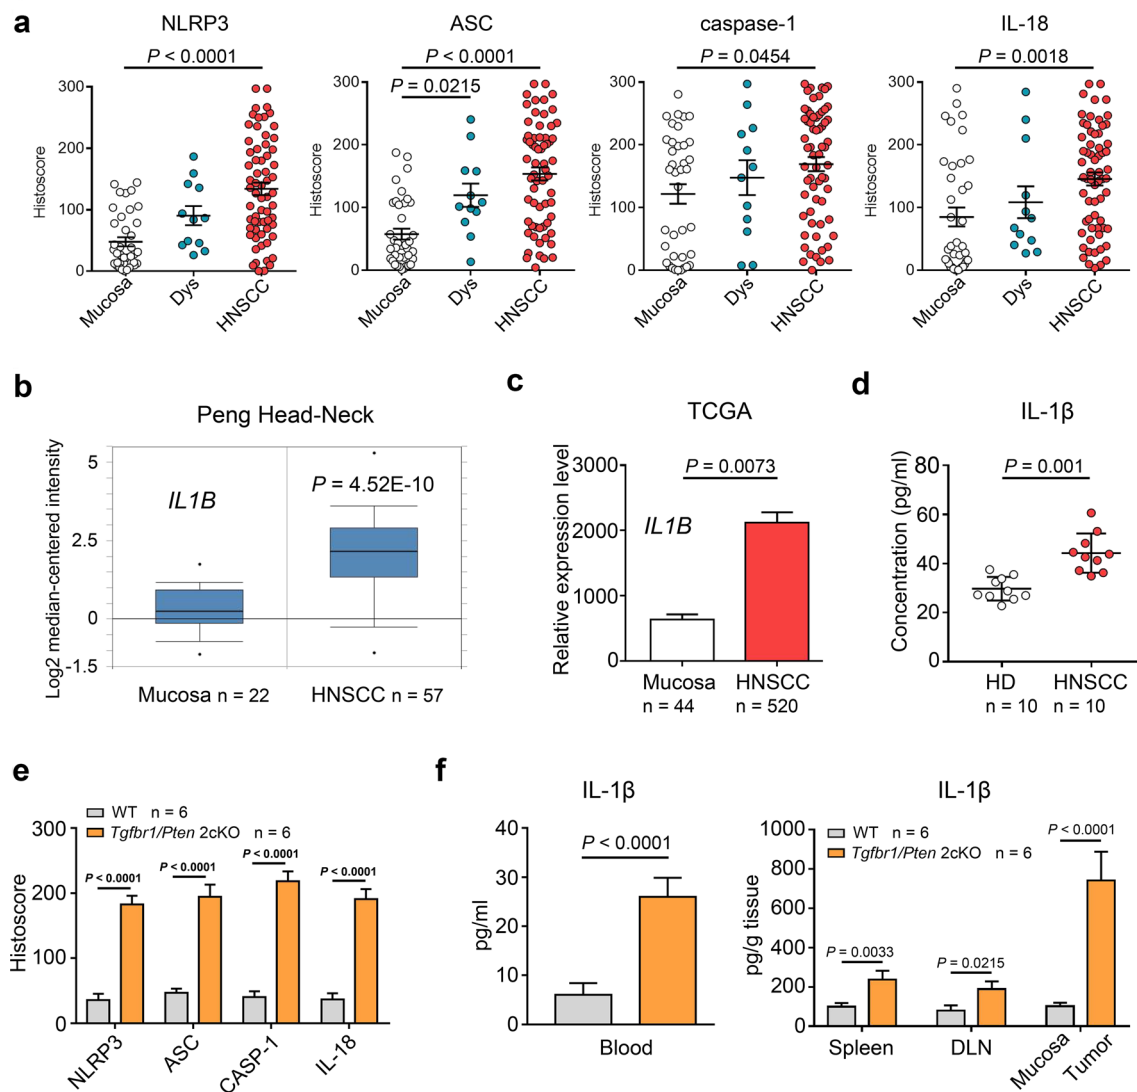 a
NLRP3
P < 0.0001
Histoscore
300
200
100
0
Mucosa
Dys
HNSCC
ASC
P < 0.0001
P = 0.0215
Histoscore
300
200
100
0
Mucosa
Dys
HNSCC
caspase-1
P = 0.0454
Histoscore
300
200
100
0
Mucosa
Dys
HNSCC
IL-18
P = 0.0018
Histoscore
300
200
100
0
Mucosa
Dys
HNSCC
b
Peng Head-Neck
Log2 median-centered intensity
5
2.5
0
-1.5
IL1B
P = 4.52E-10
Mucosa n = 22
HNSCC n = 57
c
TCGA
Relative expression level
3000
2000
1000
0
P = 0.0073
IL1B
Mucosa
n = 44
HNSCC
n = 520
d
IL-1β
Concentration (pg/ml)
80
60
40
20
0
P = 0.001
HD
n = 10
HNSCC
n = 10
e
WT n = 6
Tgfbr1/Pten 2cKO n = 6
Histoscore
300
200
100
0
P < 0.0001
P < 0.0001
P < 0.0001
P < 0.0001
NLRP3
ASC
CASP-1
IL-18
f
IL-1β
pg/ml
40
30
20
10
0
P < 0.0001
Blood
IL-1β
WT n = 6
Tgfbr1/Pten 2cKO n = 6
pg/g tissue
1000
800
600
400
200
0
P = 0.0033
P = 0.0215
P < 0.0001
Spleen
DLN
Mucosa
Tumor